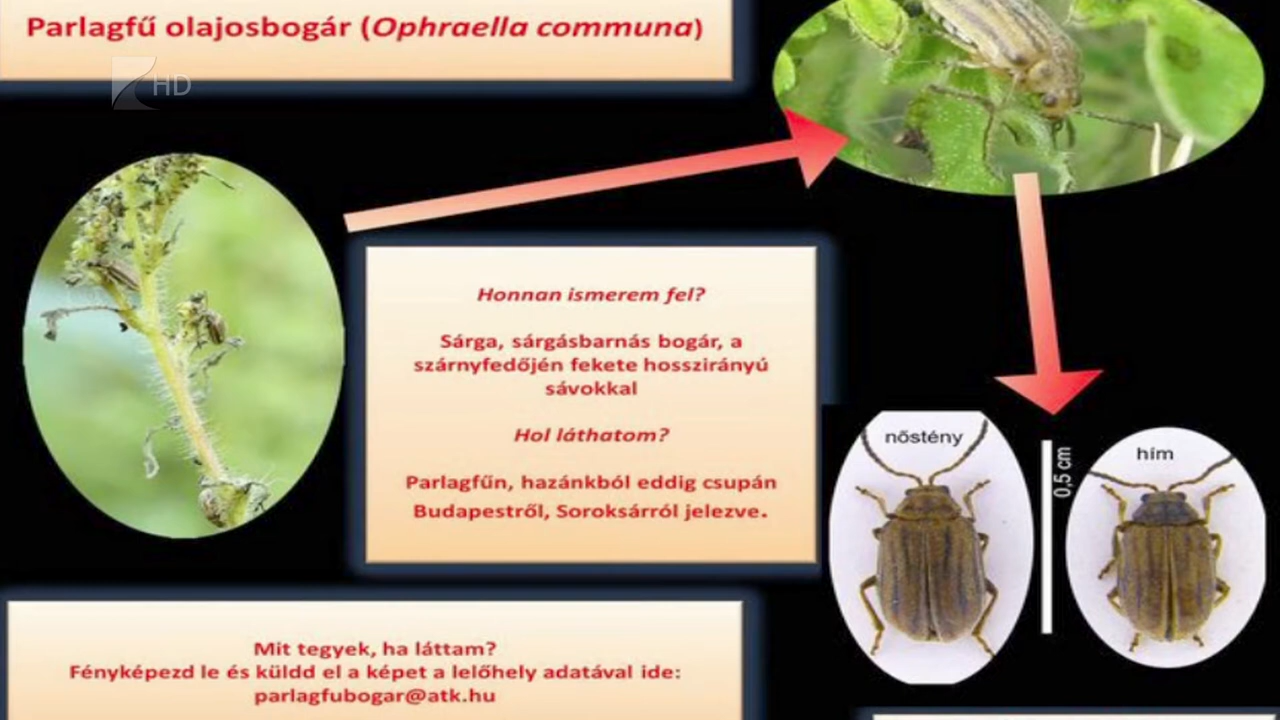 Parlagfű olajosbogár (Ophraella communa)
HD
Honnan ismerem fel?
Sárga, sárgásbarnás bogár, a
szárnyfedőjén fekete hosszirányú
sávokkal
Hol láthatom?
Parlagfűn, hazánkból eddig csupán
Budapestről, Soroksárról jelezve.
nőstény
0,5 cm
hím
Mit tegyek, ha láttam?
Fényképezd le és küldd el a képet a lelőhely adatával ide:
parlagfubogar@atk.hu